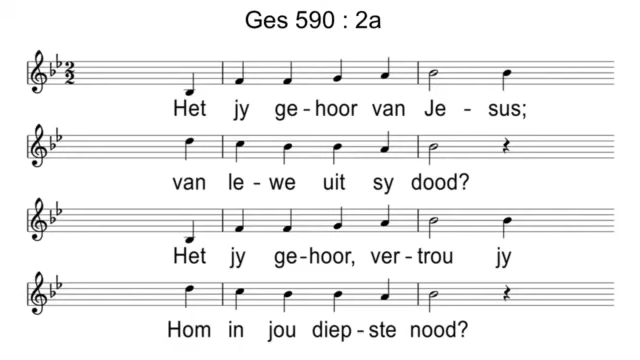 Ges 590 : 2a
Het jy ge-hoor van Je-sus;
van le-we uit sy dood?
Het jy ge-hoor, ver-trou jy
Hom in jou diep-ste nood?